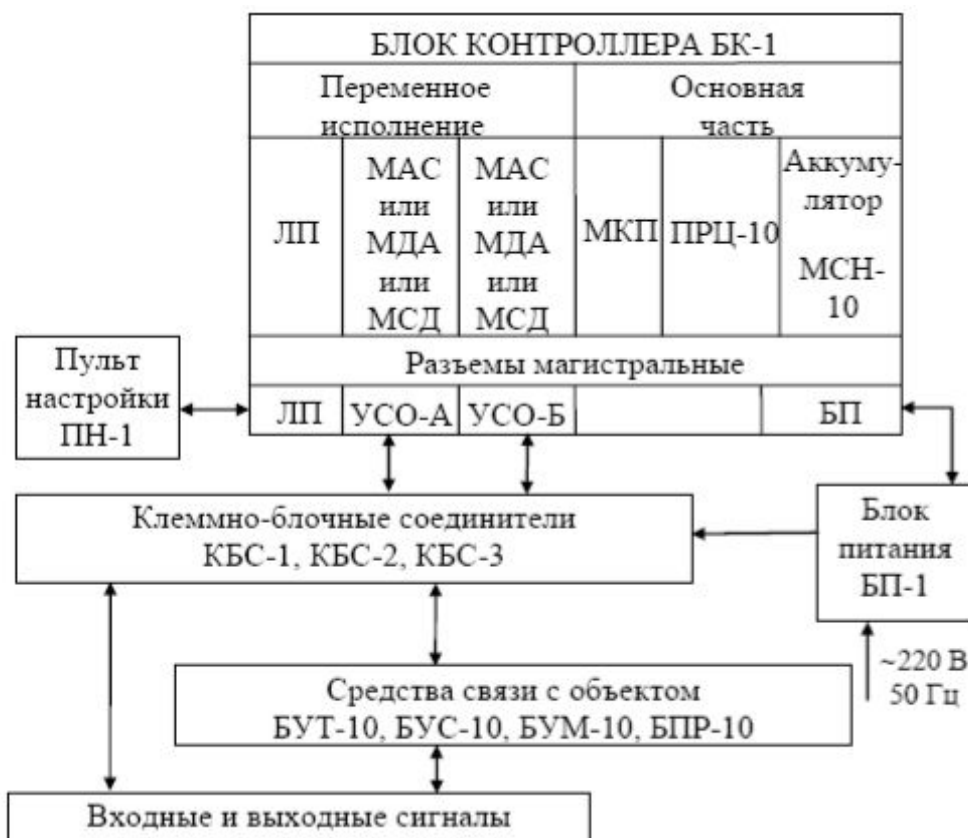 БЛОК КОНТРОЛЛЕРА БК-1
Переменное
исполнение
Основная
часть
ЛП
МАС
или
МДА
или
МСД
МАС
или
МДА
или
МСД
МКП
ПРЦ-10
Аккуму-
лятор
МСН-
10
Разъемы магистральные
ЛП
УСО-А
УСО-Б
БП
Пульт
настройки
ПН-1
Клеммно-блочные соединители
КБС-1, КБС-2, КБС-3
Блок
питания
БП-1
~220 В
50 Гц
Средства связи с объектом
БУТ-10, БУС-10, БУМ-10, БПР-10
Входные и выходные сигналы